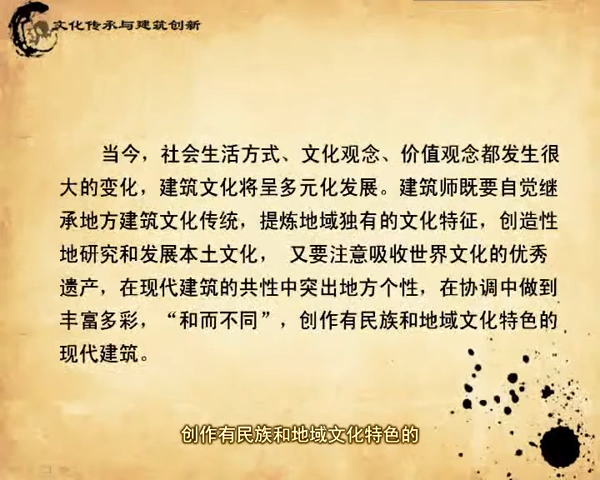 文化传承与建筑创新
当今，社会生活方式、文化观念、价值观念都发生很
大的变化，建筑文化将呈多元化发展。建筑师既要自觉继
承地方建筑文化传统，提炼地域独有的文化特征，创造性
地研究和发展本土文化， 又要注意吸收世界文化的优秀
遗产，在现代建筑的共性中突出地方个性，在协调中做到
丰富多彩，“和而不同”，创作有民族和地域文化特色的
现代建筑。
创作有民族和地域文化特色的